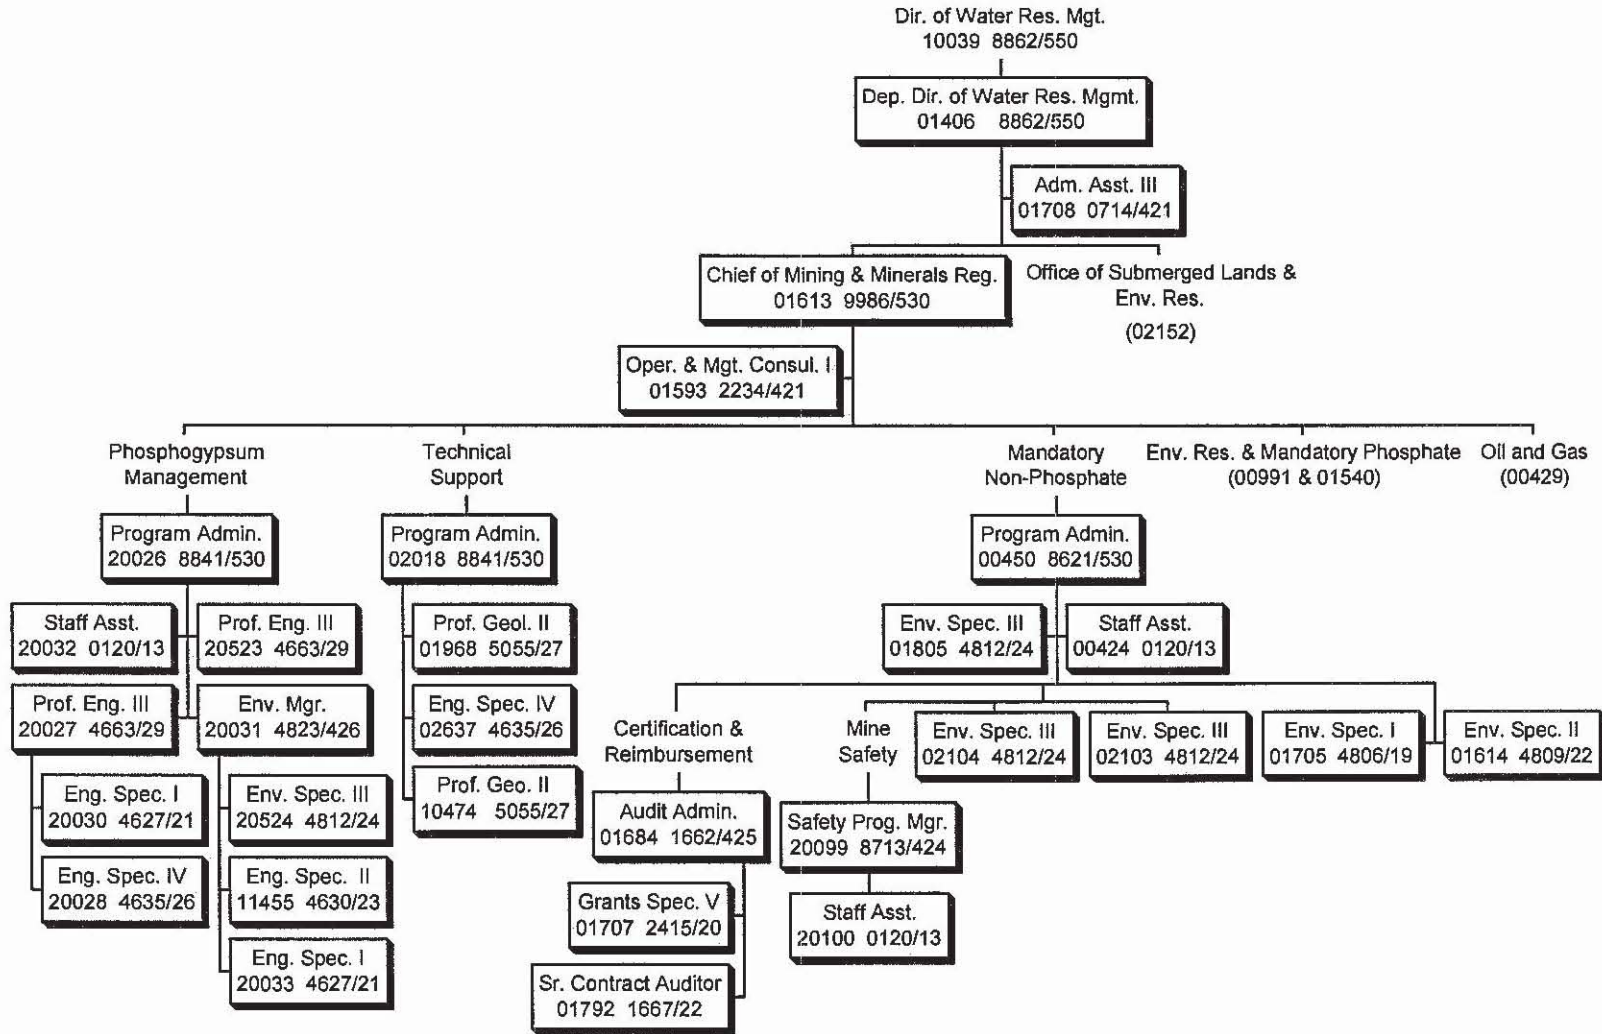 Dir. of Water Res. Mgt.
10039 8862/550
Dep. Dir. of Water Res. Mgmt.
01406 8862/550
Adm. Asst. III
01708 0714/421
Chief of Mining & Minerals Reg.
01613 9986/530
Office of Submerged Lands &
Env. Res.
(02152)
Oper. & Mgt. Consul. I
01593 2234/421
Phosphogypsum
Management
Technical
Support
Mandatory
Non-Phosphate
Env. Res. & Mandatory Phosphate
(00991 & 01540)
Oil and Gas
(00429)
Program Admin.
20026 8841/530
Program Admin.
02018 8841/530
Program Admin.
00450 8621/530
Staff Asst.
20032 0120/13
Prof. Eng. III
20523 4663/29
Prof. Geol. II
01968 5055/27
Env. Spec. III
01805 4812/24
Staff Asst.
00424 0120/13
Prof. Eng. III
20027 4663/29
Env. Mgr.
20031 4823/426
Eng. Spec. IV
02637 4635/26
Certification &
Reimbursement
Mine
Safety
Env. Spec. III
02104 4812/24
Env. Spec. III
02103 4812/24
Env. Spec. I
01705 4806/19
Env. Spec. II
01614 4809/22
Eng. Spec. I
20030 4627/21
Env. Spec. III
20524 4812/24
Prof. Geo. II
10474 5055/27
Audit Admin.
01684 1662/425
Safety Prog. Mgr.
20099 8713/424
Eng. Spec. IV
20028 4635/26
Eng. Spec. II
11455 4630/23
Grants Spec. V
01707 2415/20
Staff Asst.
20100 0120/13
Eng. Spec. I
20033 4627/21
Sr. Contract Auditor
01792 1667/22